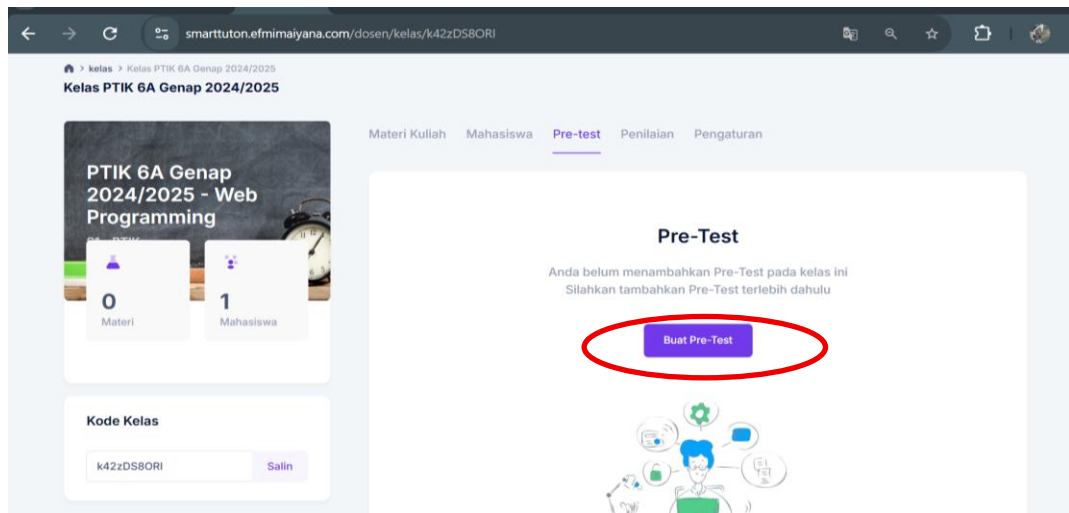 smarttuton.efmimaiyana.com/dosen/kelas/k42zDS8ORI
kelas > Kelas PTIK 6A Genap 2024/2025
Kelas PTIK 6A Genap 2024/2025
Materi Kuliah Mahasiswa Pre-test Penilaian Pengaturan
PTIK 6A Genap
2024/2025 - Web
Programming
0
Materi
1
Mahasiswa
Kode Kelas
k42zDS8ORI Salin
Pre-Test
Anda belum menambahkan Pre-Test pada kelas ini
Silahkan tambahkan Pre-Test terlebih dahulu
Buat Pre-Test